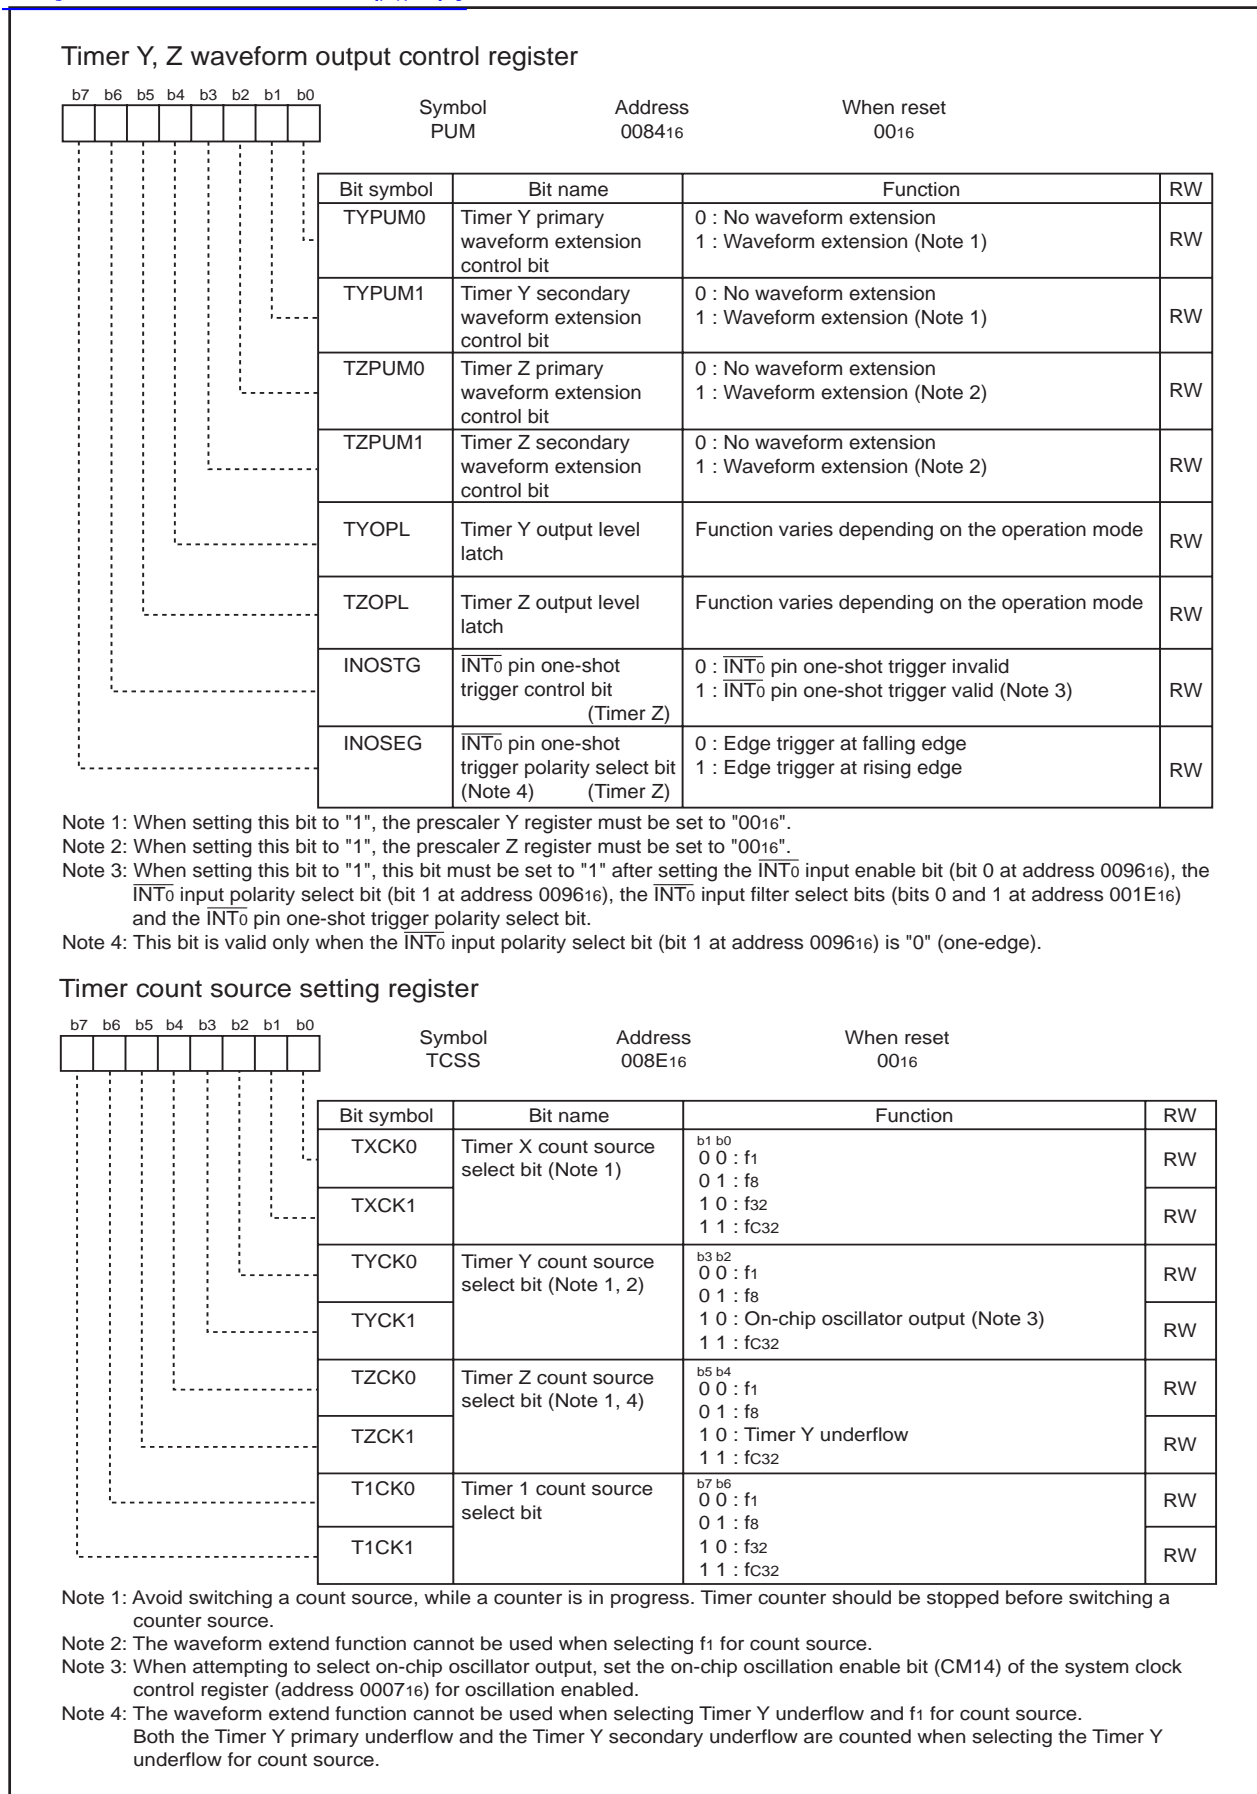 Timer Y, Z waveform output control register
b7 b6 b5 b4 b3 b2 b1 b0
Symbol Address When reset
PUM 008416 0016
Bit symbol Bit name Function RW
TYPUM0 Timer Y primary waveform extension control bit 0 : No waveform extension
1 : Waveform extension (Note 1) RW
TYPUM1 Timer Y secondary waveform extension control bit 0 : No waveform extension
1 : Waveform extension (Note 1) RW
TZPUM0 Timer Z primary waveform extension control bit 0 : No waveform extension
1 : Waveform extension (Note 2) RW
TZPUM1 Timer Z secondary waveform extension control bit 0 : No waveform extension
1 : Waveform extension (Note 2) RW
TYOPL Timer Y output level latch Function varies depending on the operation mode RW
TZOPL Timer Z output level latch Function varies depending on the operation mode RW
INOSTG INT0 pin one-shot trigger control bit (Timer Z) 0 : INT0 pin one-shot trigger invalid
1 : INT0 pin one-shot trigger valid (Note 3) RW
INOSEG INT0 pin one-shot trigger polarity select bit (Note 4) (Timer Z) 0 : Edge trigger at falling edge
1 : Edge trigger at rising edge RW
Note 1: When setting this bit to "1", the prescaler Y register must be set to "0016".
Note 2: When setting this bit to "1", the prescaler Z register must be set to "0016".
Note 3: When setting this bit to "1", this bit must be set to "1" after setting the INT0 input enable bit (bit 0 at address 009616), the
INT0 input polarity select bit (bit 1 at address 009616), the INT0 input filter select bits (bits 0 and 1 at address 001E16)
and the INT0 pin one-shot trigger polarity select bit.
Note 4: This bit is valid only when the INT0 input polarity select bit (bit 1 at address 009616) is "0" (one-edge).
Timer count source setting register
b7 b6 b5 b4 b3 b2 b1 b0
Symbol Address When reset
TCSS 008E16 0016
Bit symbol Bit name Function RW
TXCK0 Timer X count source select bit (Note 1) b1 b0
0 0 : f1
0 1 : f8 RW
TXCK1 1 0 : f32
1 1 : fC32 RW
TYCK0 Timer Y count source select bit (Note 1, 2) b3 b2
0 0 : f1
0 1 : f8 RW
TYCK1 1 0 : On-chip oscillator output (Note 3)
1 1 : fC32 RW
TZCK0 Timer Z count source select bit (Note 1, 4) b5 b4
0 0 : f1
0 1 : f8 RW
TZCK1 1 0 : Timer Y underflow
1 1 : fC32 RW
T1CK0 Timer 1 count source select bit b7 b6
0 0 : f1
0 1 : f8 RW
T1CK1 1 0 : f32
1 1 : fC32 RW
Note 1: Avoid switching a count source, while a counter is in progress. Timer counter should be stopped before switching a
counter source.
Note 2: The waveform extend function cannot be used when selecting f1 for count source.
Note 3: When attempting to select on-chip oscillator output, set the on-chip oscillation enable bit (CM14) of the system clock
control register (address 000716) for oscillation enabled.
Note 4: The waveform extend function cannot be used when selecting Timer Y underflow and f1 for count source.
Both the Timer Y primary underflow and the Timer Y secondary underflow are counted when selecting the Timer Y
underflow for count source.